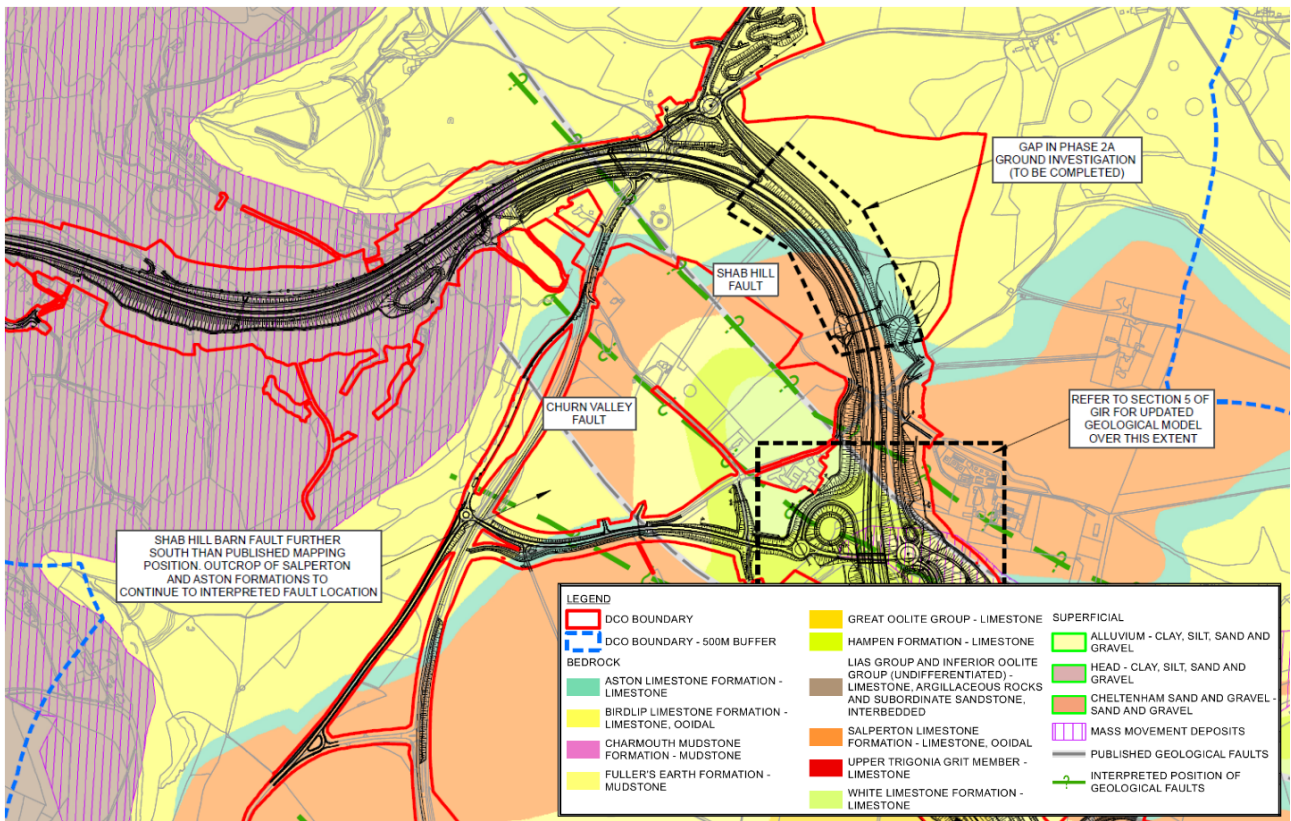 GAP IN PHASE 2A
GROUND INVESTIGATION
(TO BE COMPLETED)
SHAB HILL
FAULT
REFER TO SECTION 5 OF
GIR FOR UPDATED
GEOLOGICAL MODEL
OVER THIS EXTENT
CHURN VALLEY
FAULT
SHAB HILL BARN FAULT FURTHER
SOUTH THAN PUBLISHED MAPPING
POSITION. OUTCROP OF SALPERTON
AND ASTON FORMATIONS TO
CONTINUE TO INTERPRETED FAULT LOCATION
LEGEND
DCO BOUNDARY
DCO BOUNDARY - 500M BUFFER
BEDROCK
ASTON LIMESTONE FORMATION -
LIMESTONE
BIRDLIP LIMESTONE FORMATION -
LIMESTONE, OOIDAL
CHARMOUTH MUDSTONE
FORMATION - MUDSTONE
FULLER'S EARTH FORMATION -
MUDSTONE
GREAT OOLITE GROUP - LIMESTONE
HAMPEN FORMATION - LIMESTONE
LIAS GROUP AND INFERIOR OOLITE
GROUP (UNDIFFERENTIATED) -
LIMESTONE, ARGILLACEOUS ROCKS
AND SUBORDINATE SANDSTONE,
INTERBEDDED
SALPERTON LIMESTONE
FORMATION - LIMESTONE, OOIDAL
UPPER TRIGONIA GRIT MEMBER -
LIMESTONE
WHITE LIMESTONE FORMATION -
LIMESTONE
SUPERFICIAL
ALLUVIUM - CLAY, SILT, SAND AND
GRAVEL
HEAD - CLAY, SILT, SAND AND
GRAVEL
CHELTENHAM SAND AND GRAVEL -
SAND AND GRAVEL
MASS MOVEMENT DEPOSITS
PUBLISHED GEOLOGICAL FAULTS
INTERPRETED POSITION OF
GEOLOGICAL FAULTS